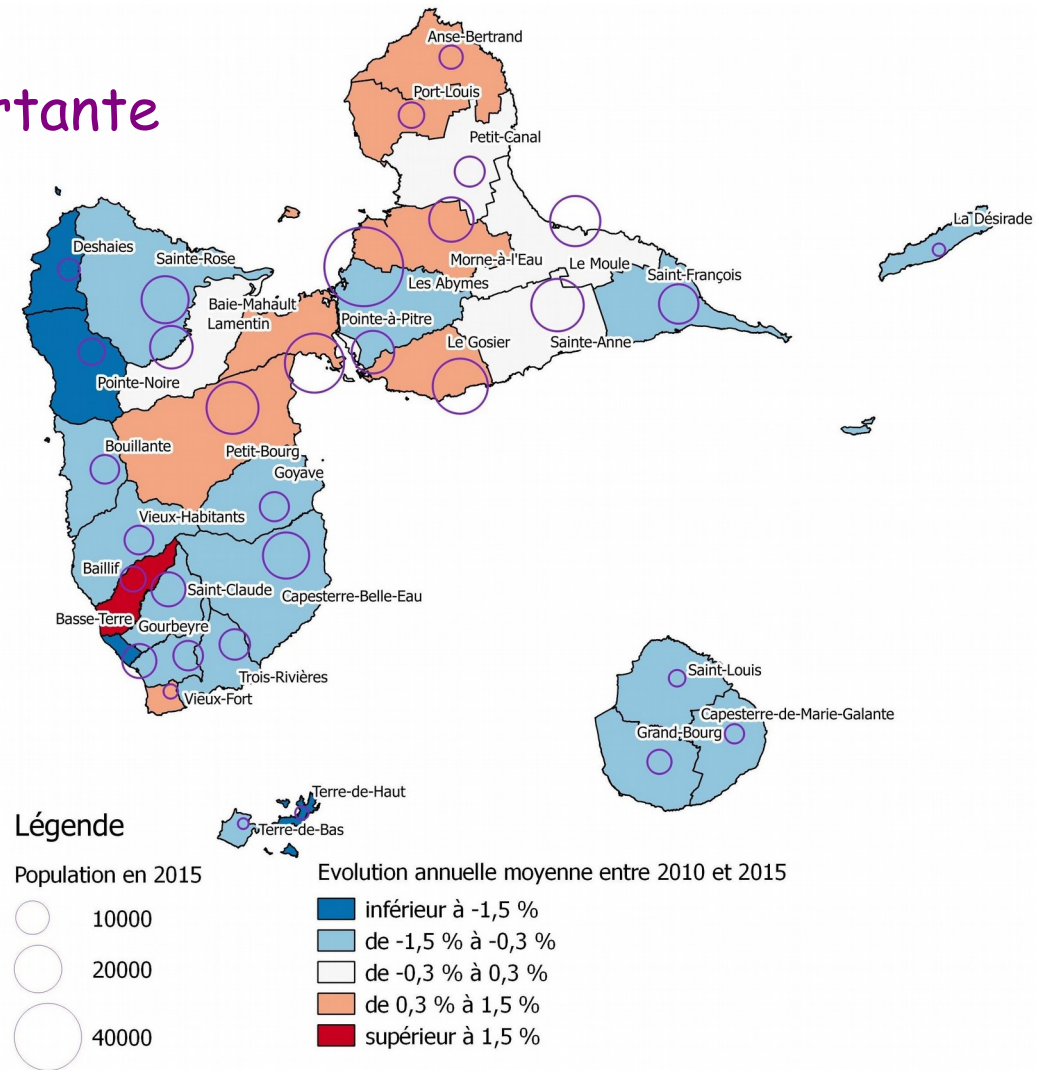 rtante
Anse-Bertrand
Port-Louis
Petit-Canal
La Désirade
Deshaies
Sainte-Rose
Morne-à-l'Eau
Le Moule
Saint-François
Les Abymes
Baie-Mahault
Lamentin
Pointe-à-Pitre
Le Gosier
Sainte-Anne
Pointe-Noire
Bouillante
Petit-Bourg
Goyave
Vieux-Habitants
Baillif
Saint-Claude
Capesterre-Belle-Eau
Basse-Terre
Gourbeyre
Trois-Rivières
Vieux-Fort
Saint-Louis
Capesterre-de-Marie-Galante
Grand-Bourg
Terre-de-Haut
Terre-de-Bas
Légende
Population en 2015
10000
20000
40000
Evolution annuelle moyenne entre 2010 et 2015
inférieur à -1,5 %
de -1,5 % à -0,3 %
de -0,3 % à 0,3 %
de 0,3 % à 1,5 %
supérieur à 1,5 %